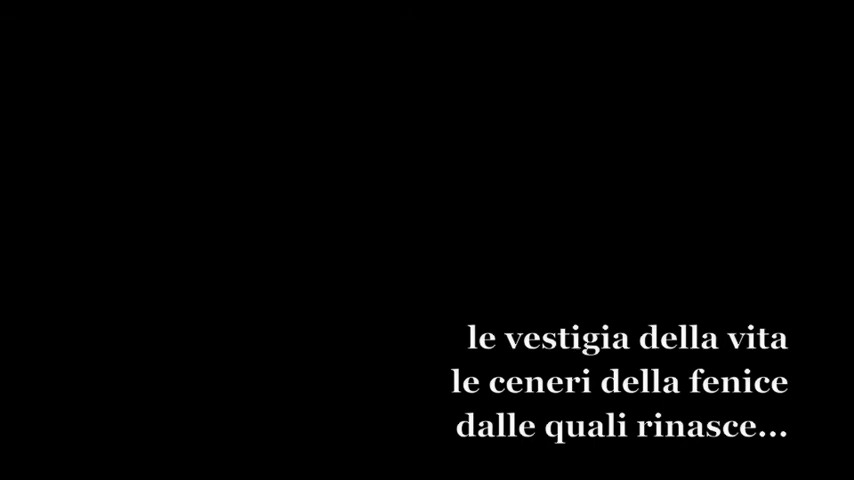 le vestigia della vita
le ceneri della fenice
dalle quali rinasce...